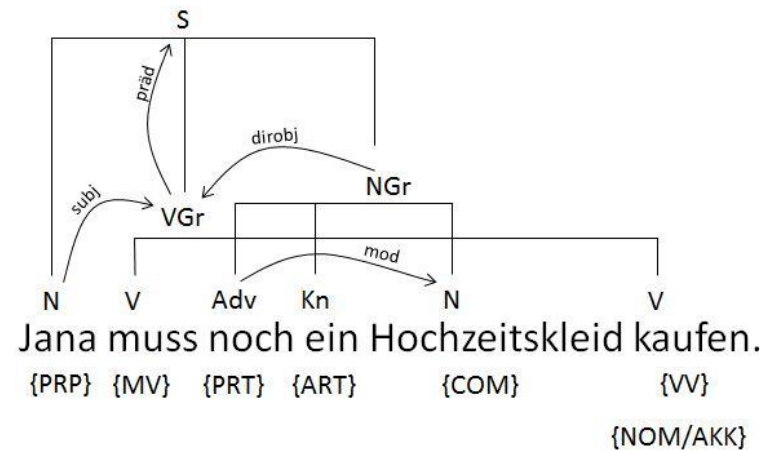 S
präd
dirobj
NGr
subj
VGr
mod
N V Adv Kn N V
Jana muss noch ein Hochzeitskleid kaufen.
{PRP} {MV} {PRT} {ART} {COM} {VV}
{NOM/AKK}